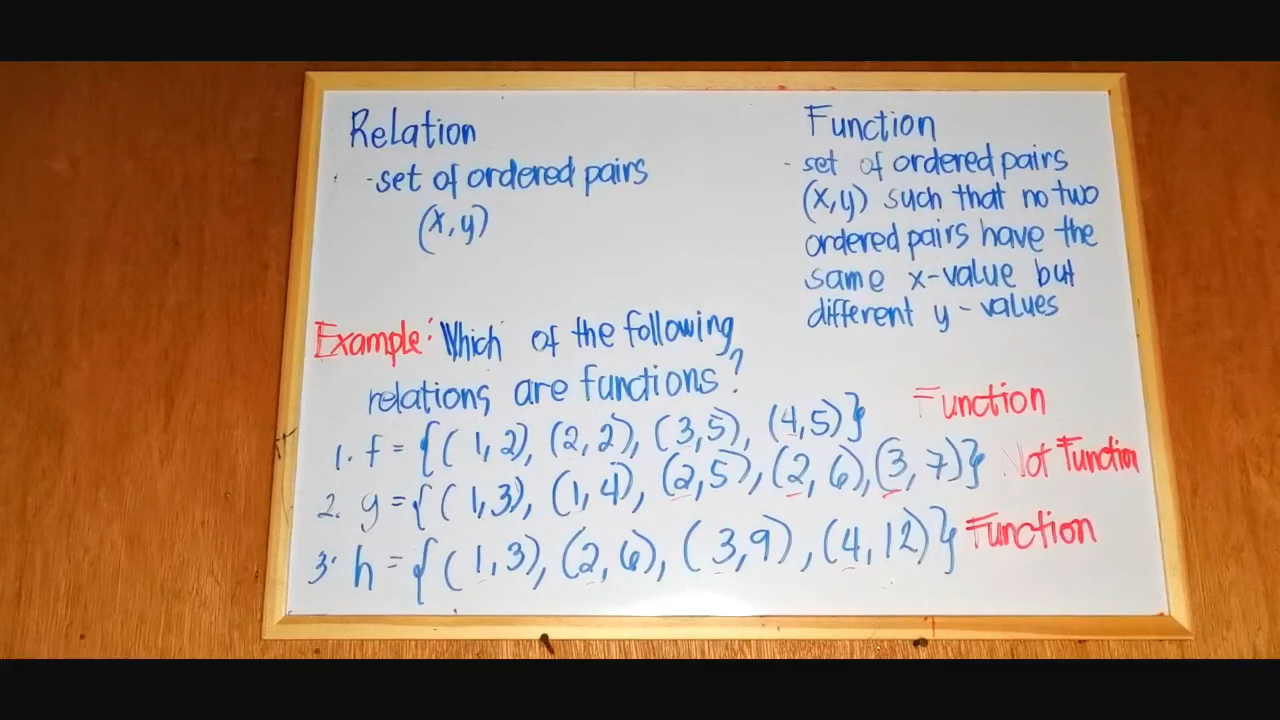 Relation
- set of ordered pairs
(x, y)
Function
- set of ordered pairs
(x, y) such that no two
ordered pairs have the
same x-value but
different y-values
Example: Which of the following
relations are functions?
1. f = {(1, 2), (2, 2), (3, 5), (4, 5)} Function
2. y = {(1, 3), (1, 4), (2, 5), (2, 6), (3, 7)} Not Function
3. h = {(1, 3), (2, 6), (3, 9), (4, 12)} Function